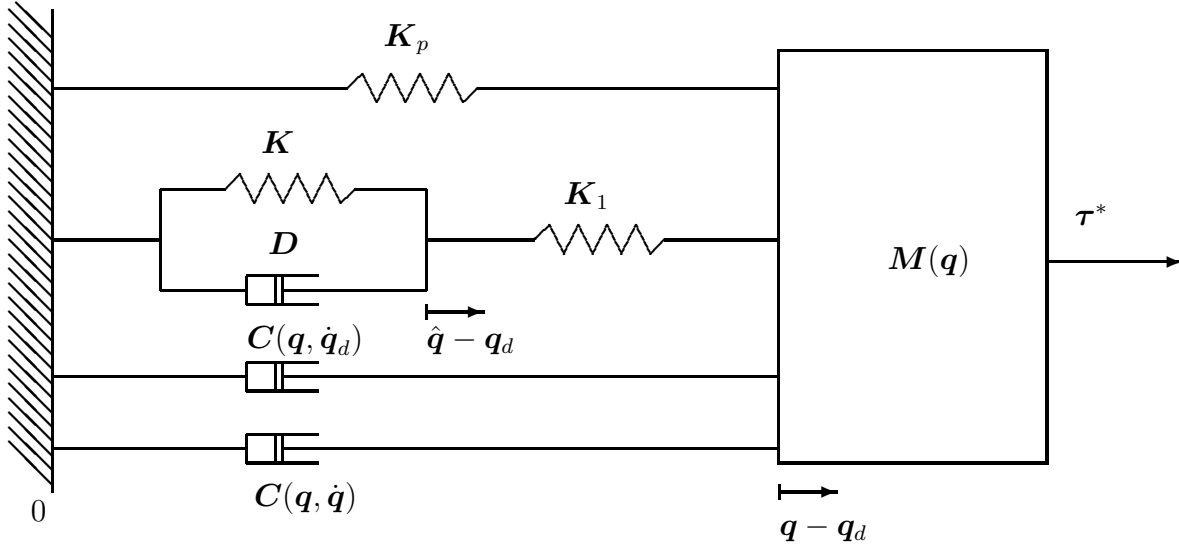 K_p
K
K_1
D
τ*
M(q)
C(q, q̇_d)
q̂ − q_d
C(q, q̇)
0
q − q_d